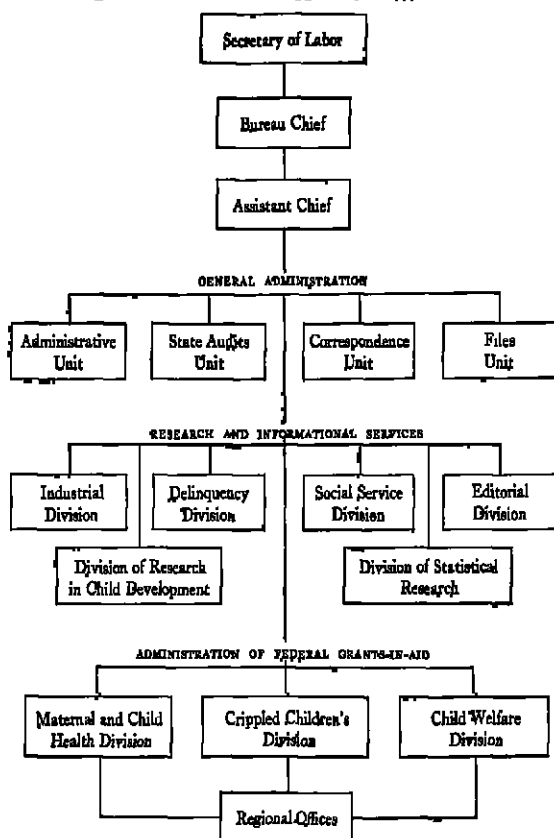 Secretary of Labor
Bureau Chief
Assistant Chief
GENERAL ADMINISTRATION
Administrative
Unit
State Audits
Unit
Correspondence
Unit
Files
Unit
RESEARCH AND INFORMATIONAL SERVICES
Industrial
Division
Delinquency
Division
Social Service
Division
Editorial
Division
Division of Research
in Child Development
Division of Statistical
Research
ADMINISTRATION OF FEDERAL GRANTS-IN-AID
Maternal and Child
Health Division
Crippled Children's
Division
Child Welfare
Division
Regional Offices